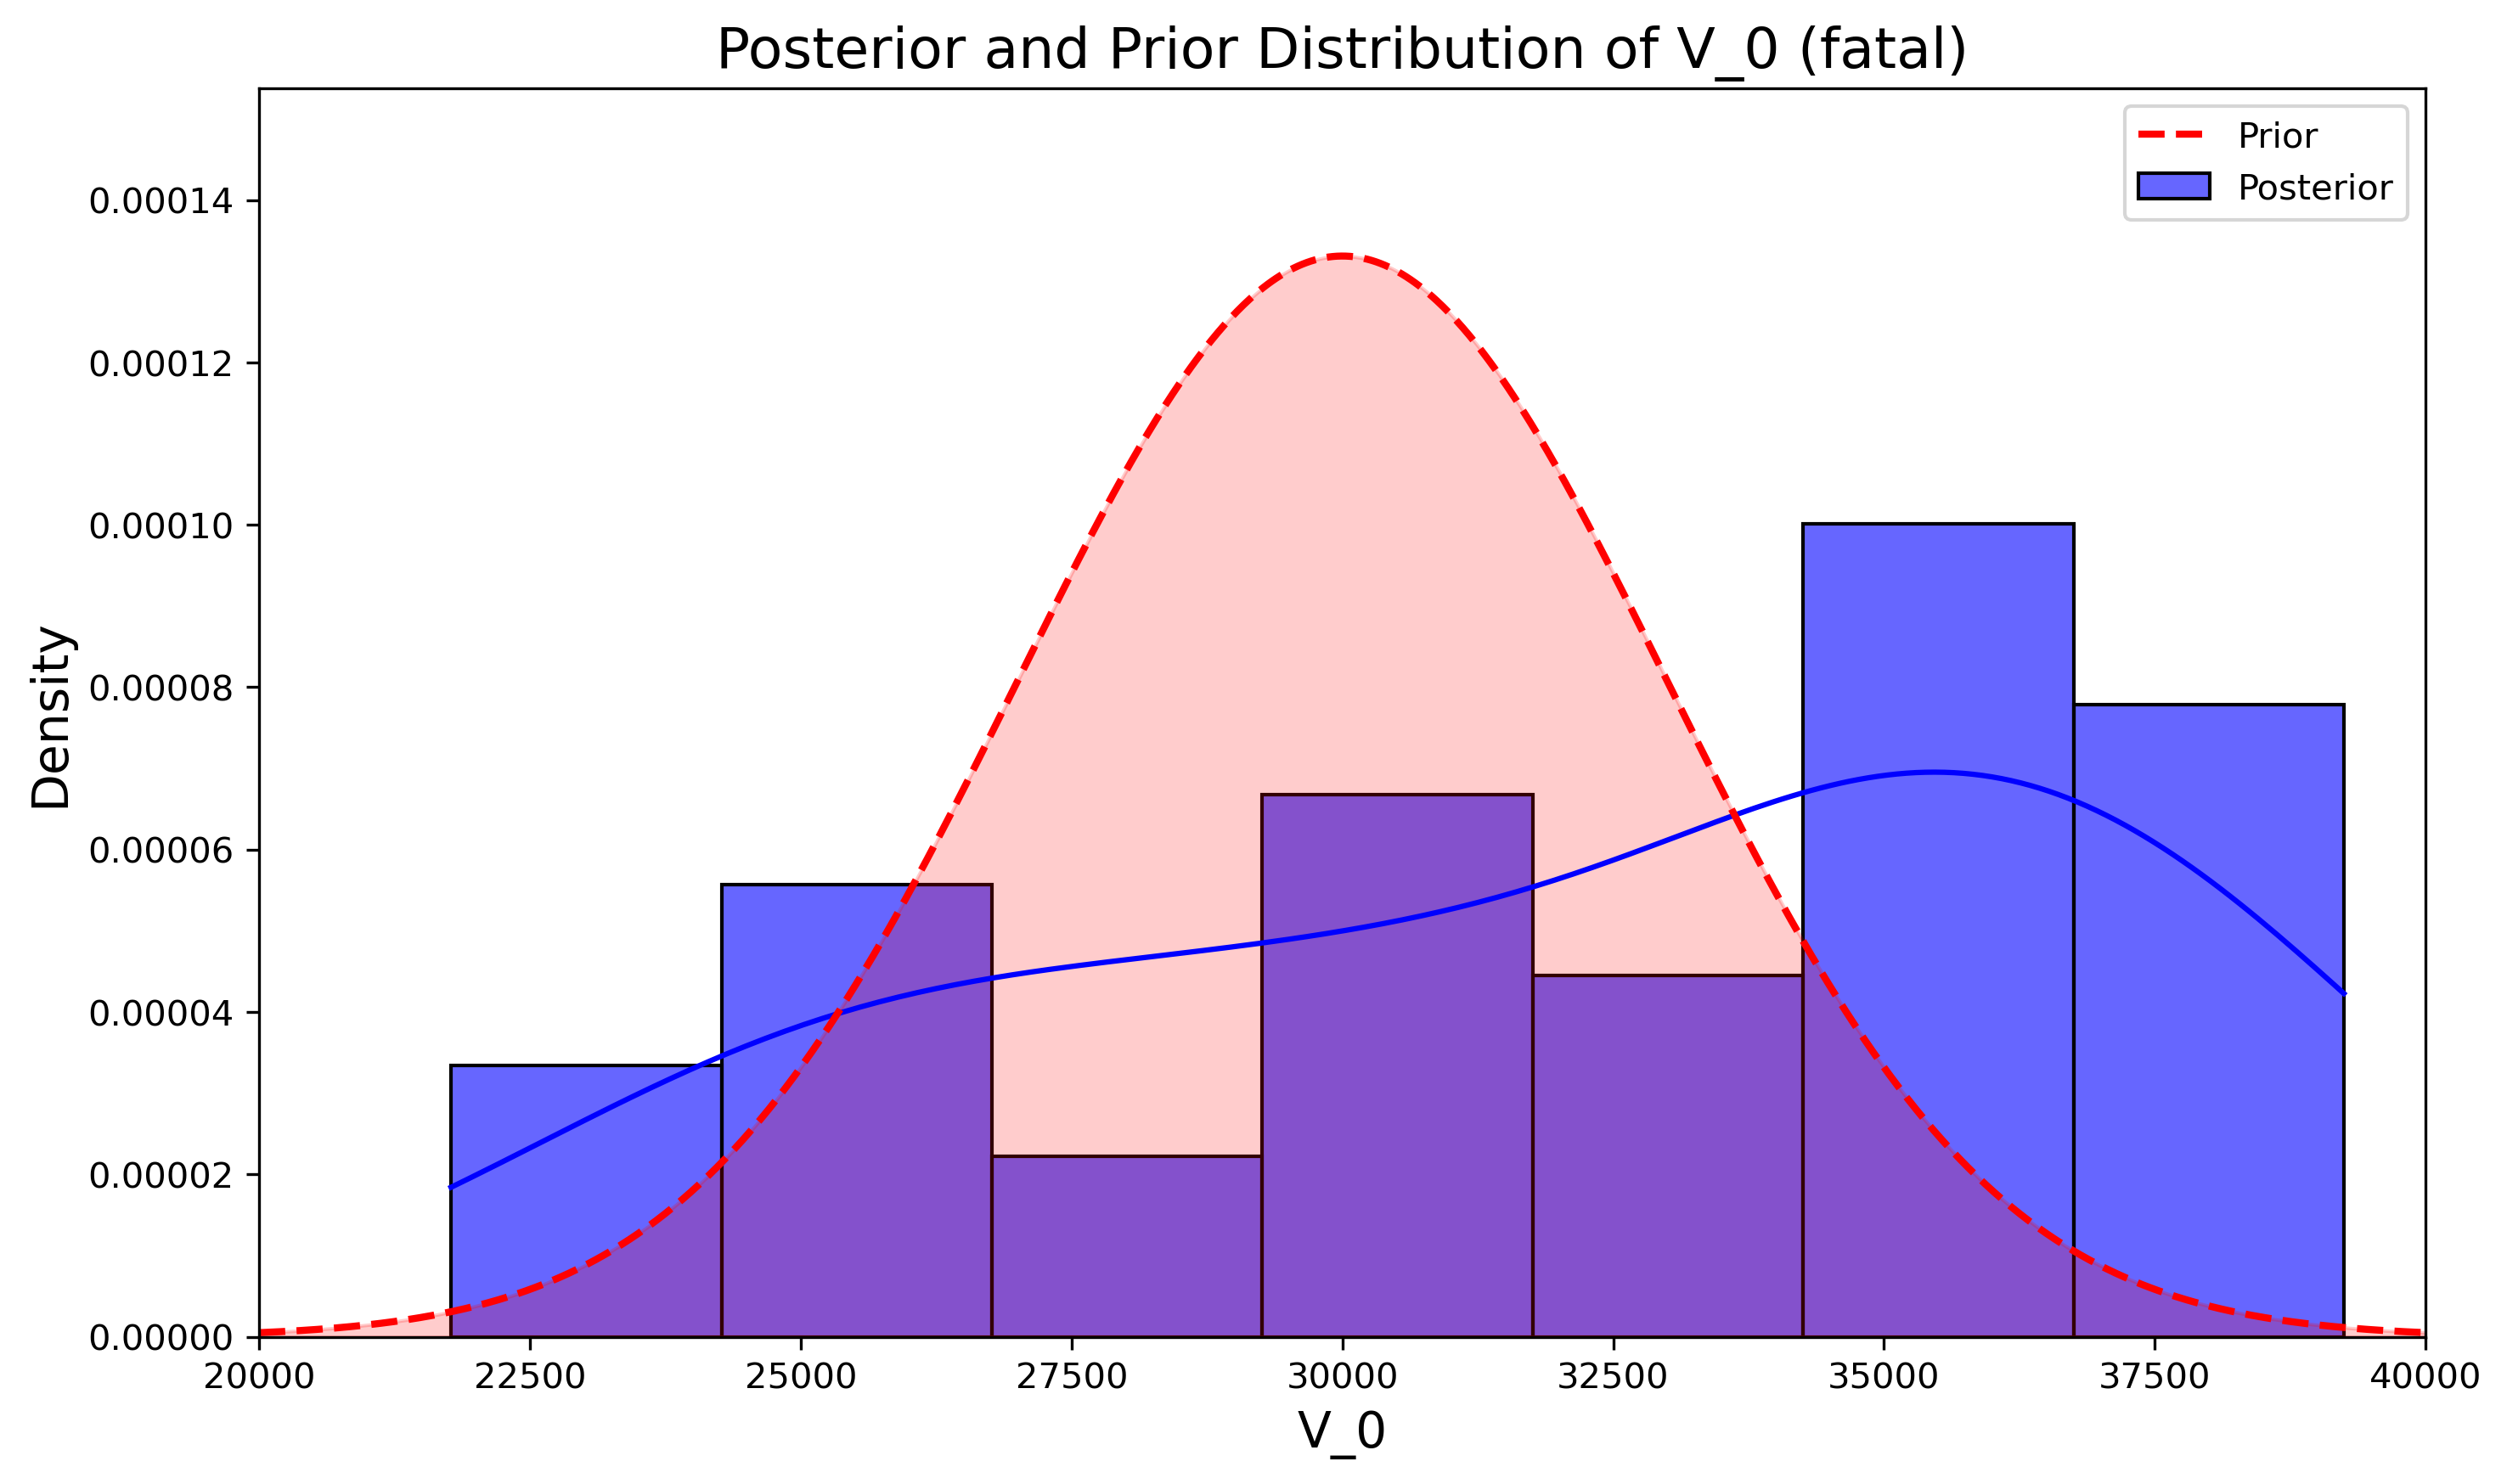 Posterior and Prior Distribution of V_0 (fatal)
Prior
Posterior
Density
0.00014
0.00012
0.00010
0.00008
0.00006
0.00004
0.00002
0.00000
20000 22500 25000 27500 30000 32500 35000 37500 40000
V_0